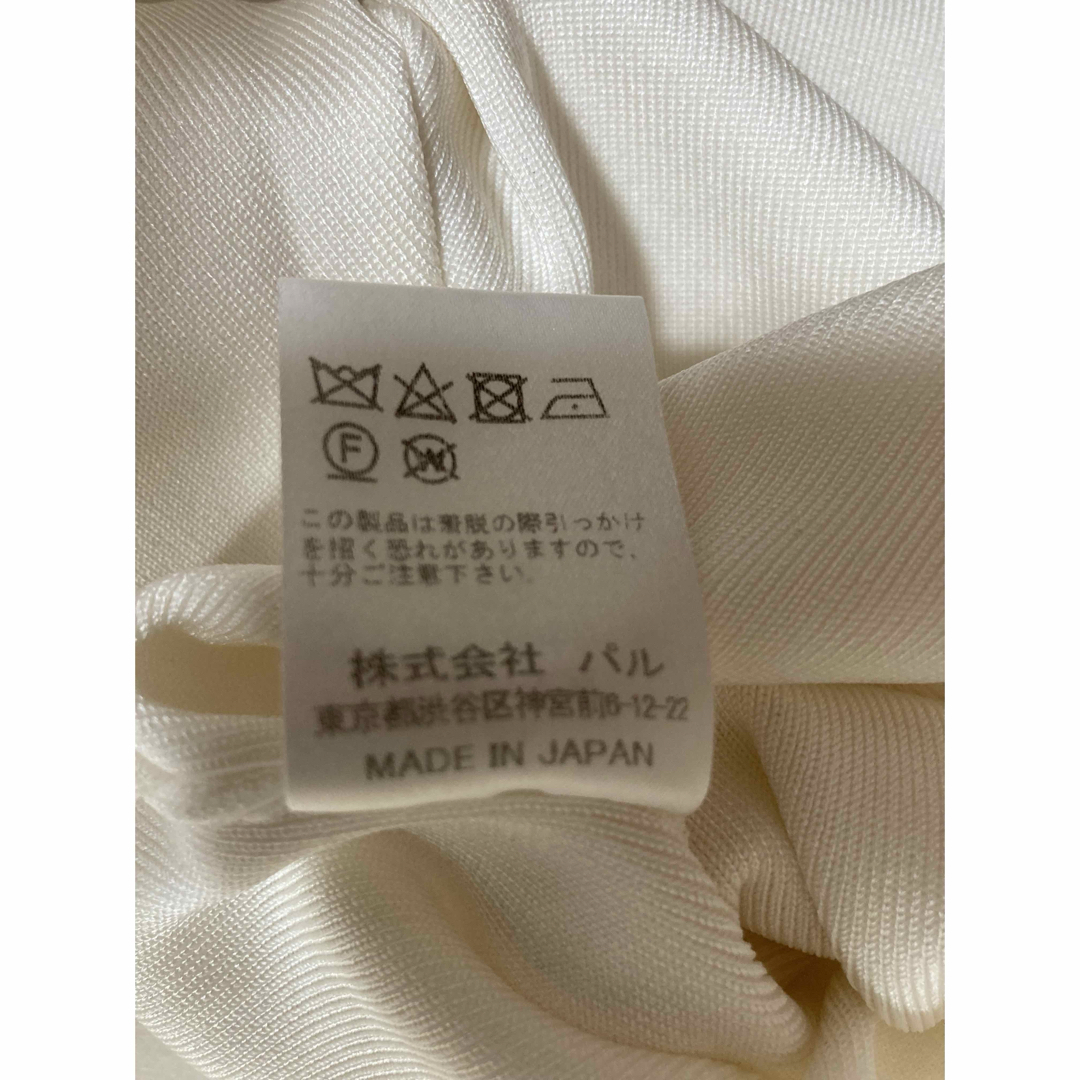 F
W
この製品は着脱の際引っかけ
を招く恐れがありますので、
十分ご注意下さい.
株式会社 パル
東京都渋谷区神宮前6-12-22
MADE IN JAPAN